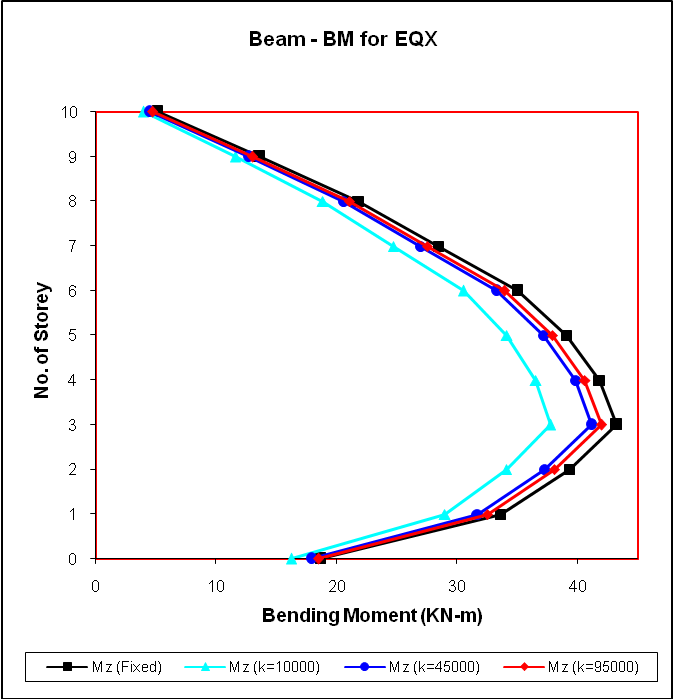 Beam - BM for EQX
No. of Storey
10
9
8
7
6
5
4
3
2
1
0
0 10 20 30 40
Bending Moment (KN-m)
Mz (Fixed) Mz (k=10000) Mz (k=45000) Mz (k=95000)